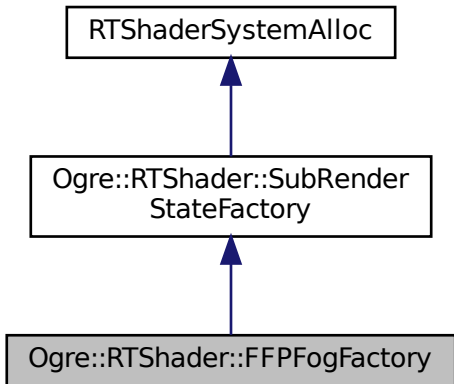 RTShaderSystemAlloc
Ogre::RTShader::SubRender
StateFactory
Ogre::RTShader::FFPFogFactory